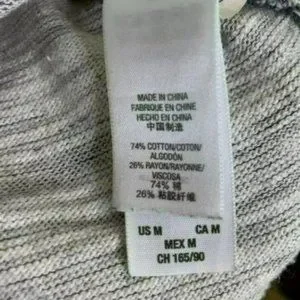 MADE IN CHINA
FABRIQUE EN CHINE
HECHO EN CHINA
中国制造
74% COTTON/COTON/
ALGODÓN
26% RAYON/RAYONNE/
VISCOSA
74% 棉
26% 粘胶纤维
US M CA M
MEX M
CH 165/90